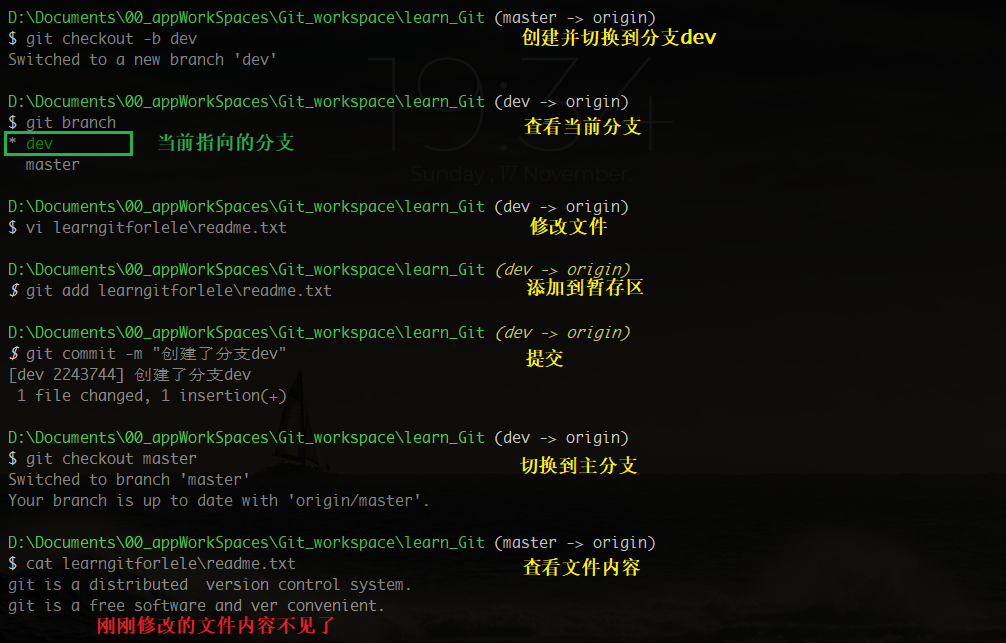 D:\Documents\00_appWorkSpaces\Git_workspace\learn_Git (master -> origin)
$ git checkout -b dev 创建并切换到分支dev
Switched to a new branch 'dev'
19:34
D:\Documents\00_appWorkSpaces\Git_workspace\learn_Git (dev -> origin)
$ git branch 查看当前分支
* dev 当前指向的分支
master
Sunday, 17 November.
D:\Documents\00_appWorkSpaces\Git_workspace\learn_Git (dev -> origin)
$ vi learngitforlele\readme.txt 修改文件
D:\Documents\00_appWorkSpaces\Git_workspace\learn_Git (dev -> origin)
$ git add learngitforlele\readme.txt 添加到暂存区
D:\Documents\00_appWorkSpaces\Git_workspace\learn_Git (dev -> origin)
$ git commit -m "创建了分支dev" 提交
[dev 2243744] 创建了分支dev
1 file changed, 1 insertion(+)
D:\Documents\00_appWorkSpaces\Git_workspace\learn_Git (dev -> origin)
$ git checkout master 切换到主分支
Switched to branch 'master'
Your branch is up to date with 'origin/master'.
D:\Documents\00_appWorkSpaces\Git_workspace\learn_Git (master -> origin)
$ cat learngitforlele\readme.txt 查看文件内容
git is a distributed  version control system.
git is a free software and ver convenient.
刚刚修改的文件内容不见了